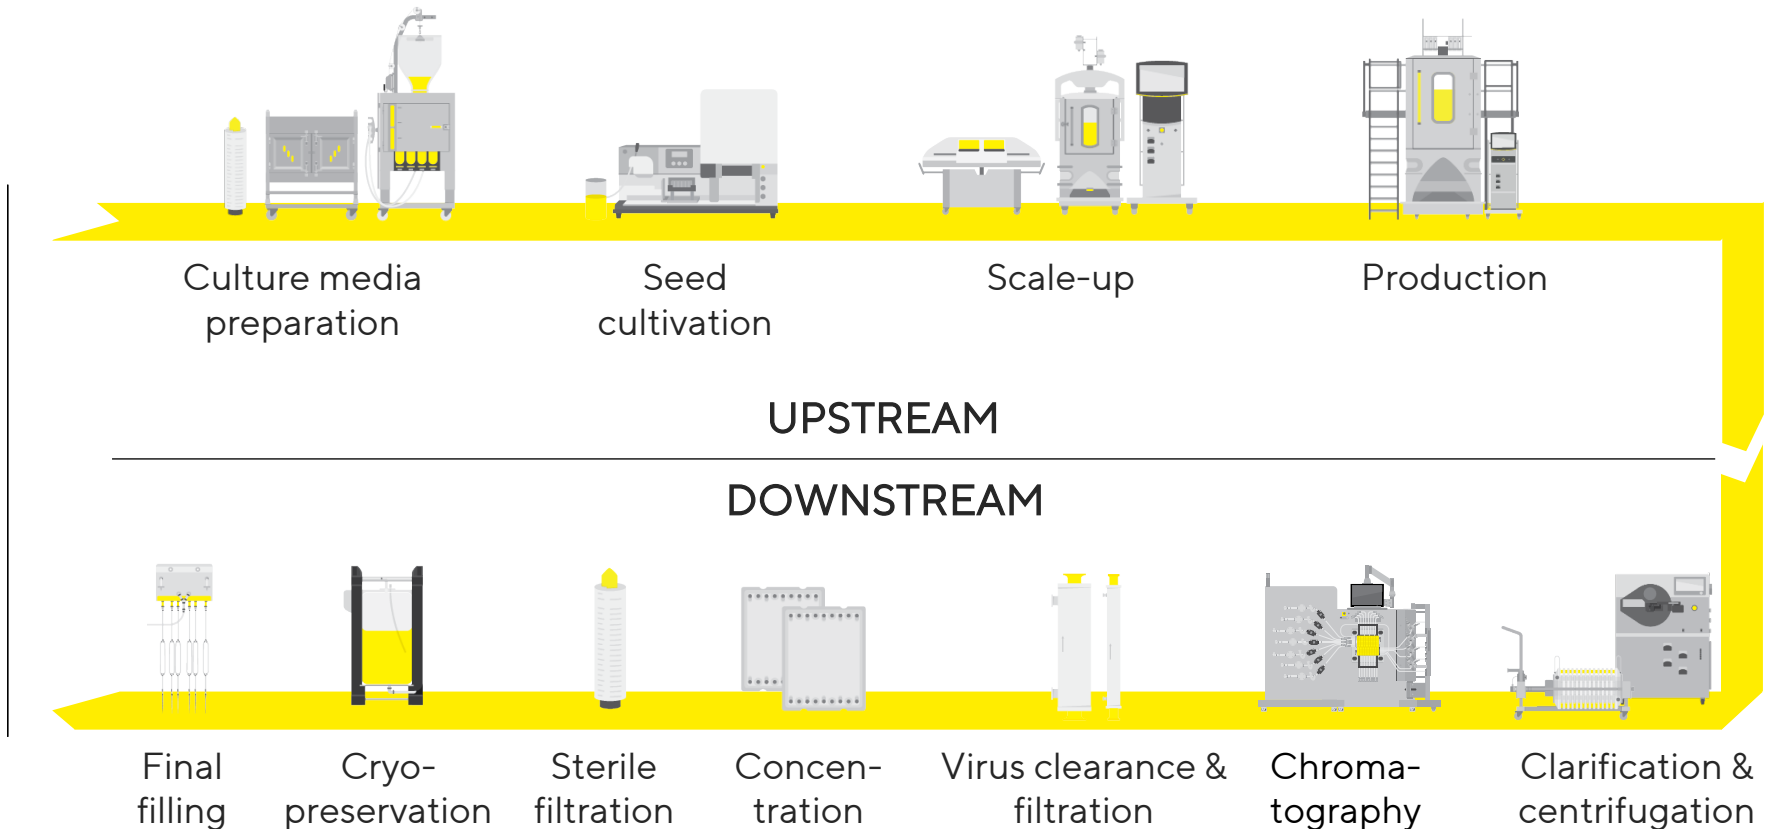 Culture media
preparation
Seed
cultivation
Scale-up
Production
UPSTREAM
DOWNSTREAM
Final
filling
Cryo-
preservation
Sterile
filtration
Concen-
tration
Virus clearance &
filtration
Chroma-
tography
Clarification &
centrifugation